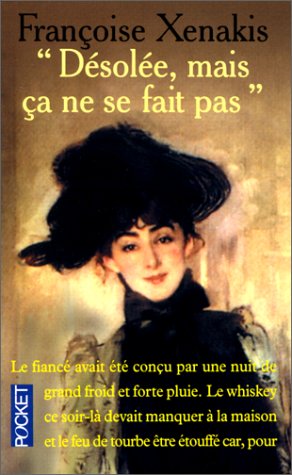 Françoise Xenakis
" Désolée, mais
ça ne se fait pas "
Le fiancé avait été conçu par une nuit de
grand froid et forte pluie. Le whiskey
ce soir-là devait manquer à la maison
et le feu de tourbe être étouffé car, pour
POCKET